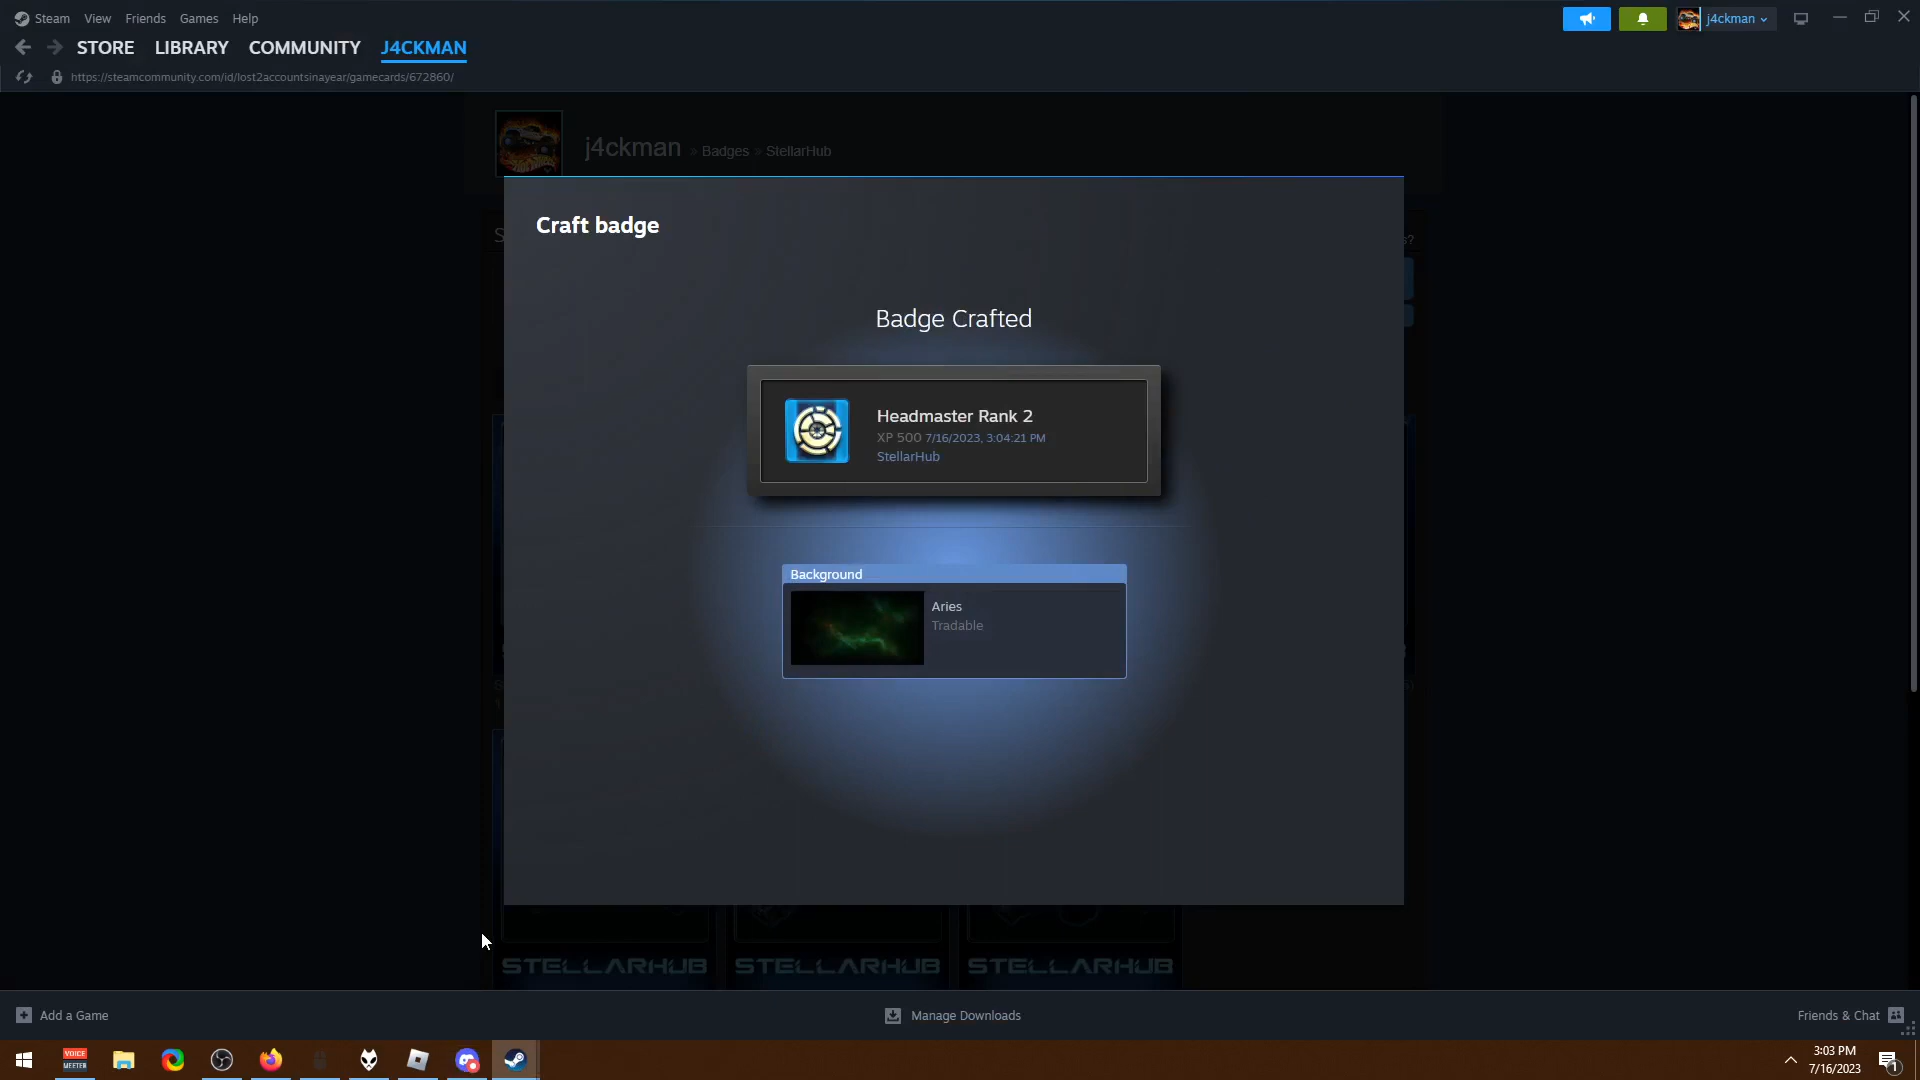 Steam View Friends Games Help
j4ckman
STORE LIBRARY COMMUNITY J4CKMAN
https://steamcommunity.com/id/lost2accountsinayear/gamecards/672860/
j4ckman » Badges » StellarHub
Craft badge
S
s?
Badge Crafted
Headmaster Rank 2
XP 500 7/16/2023, 3:04:21 PM
StellarHub
Background
Aries
Tradable
STELLARHUB STELLARHUB STELLARHUB
Add a Game
Manage Downloads
Friends & Chat
VOICE
MEETER
3:03 PM
7/16/2023
1